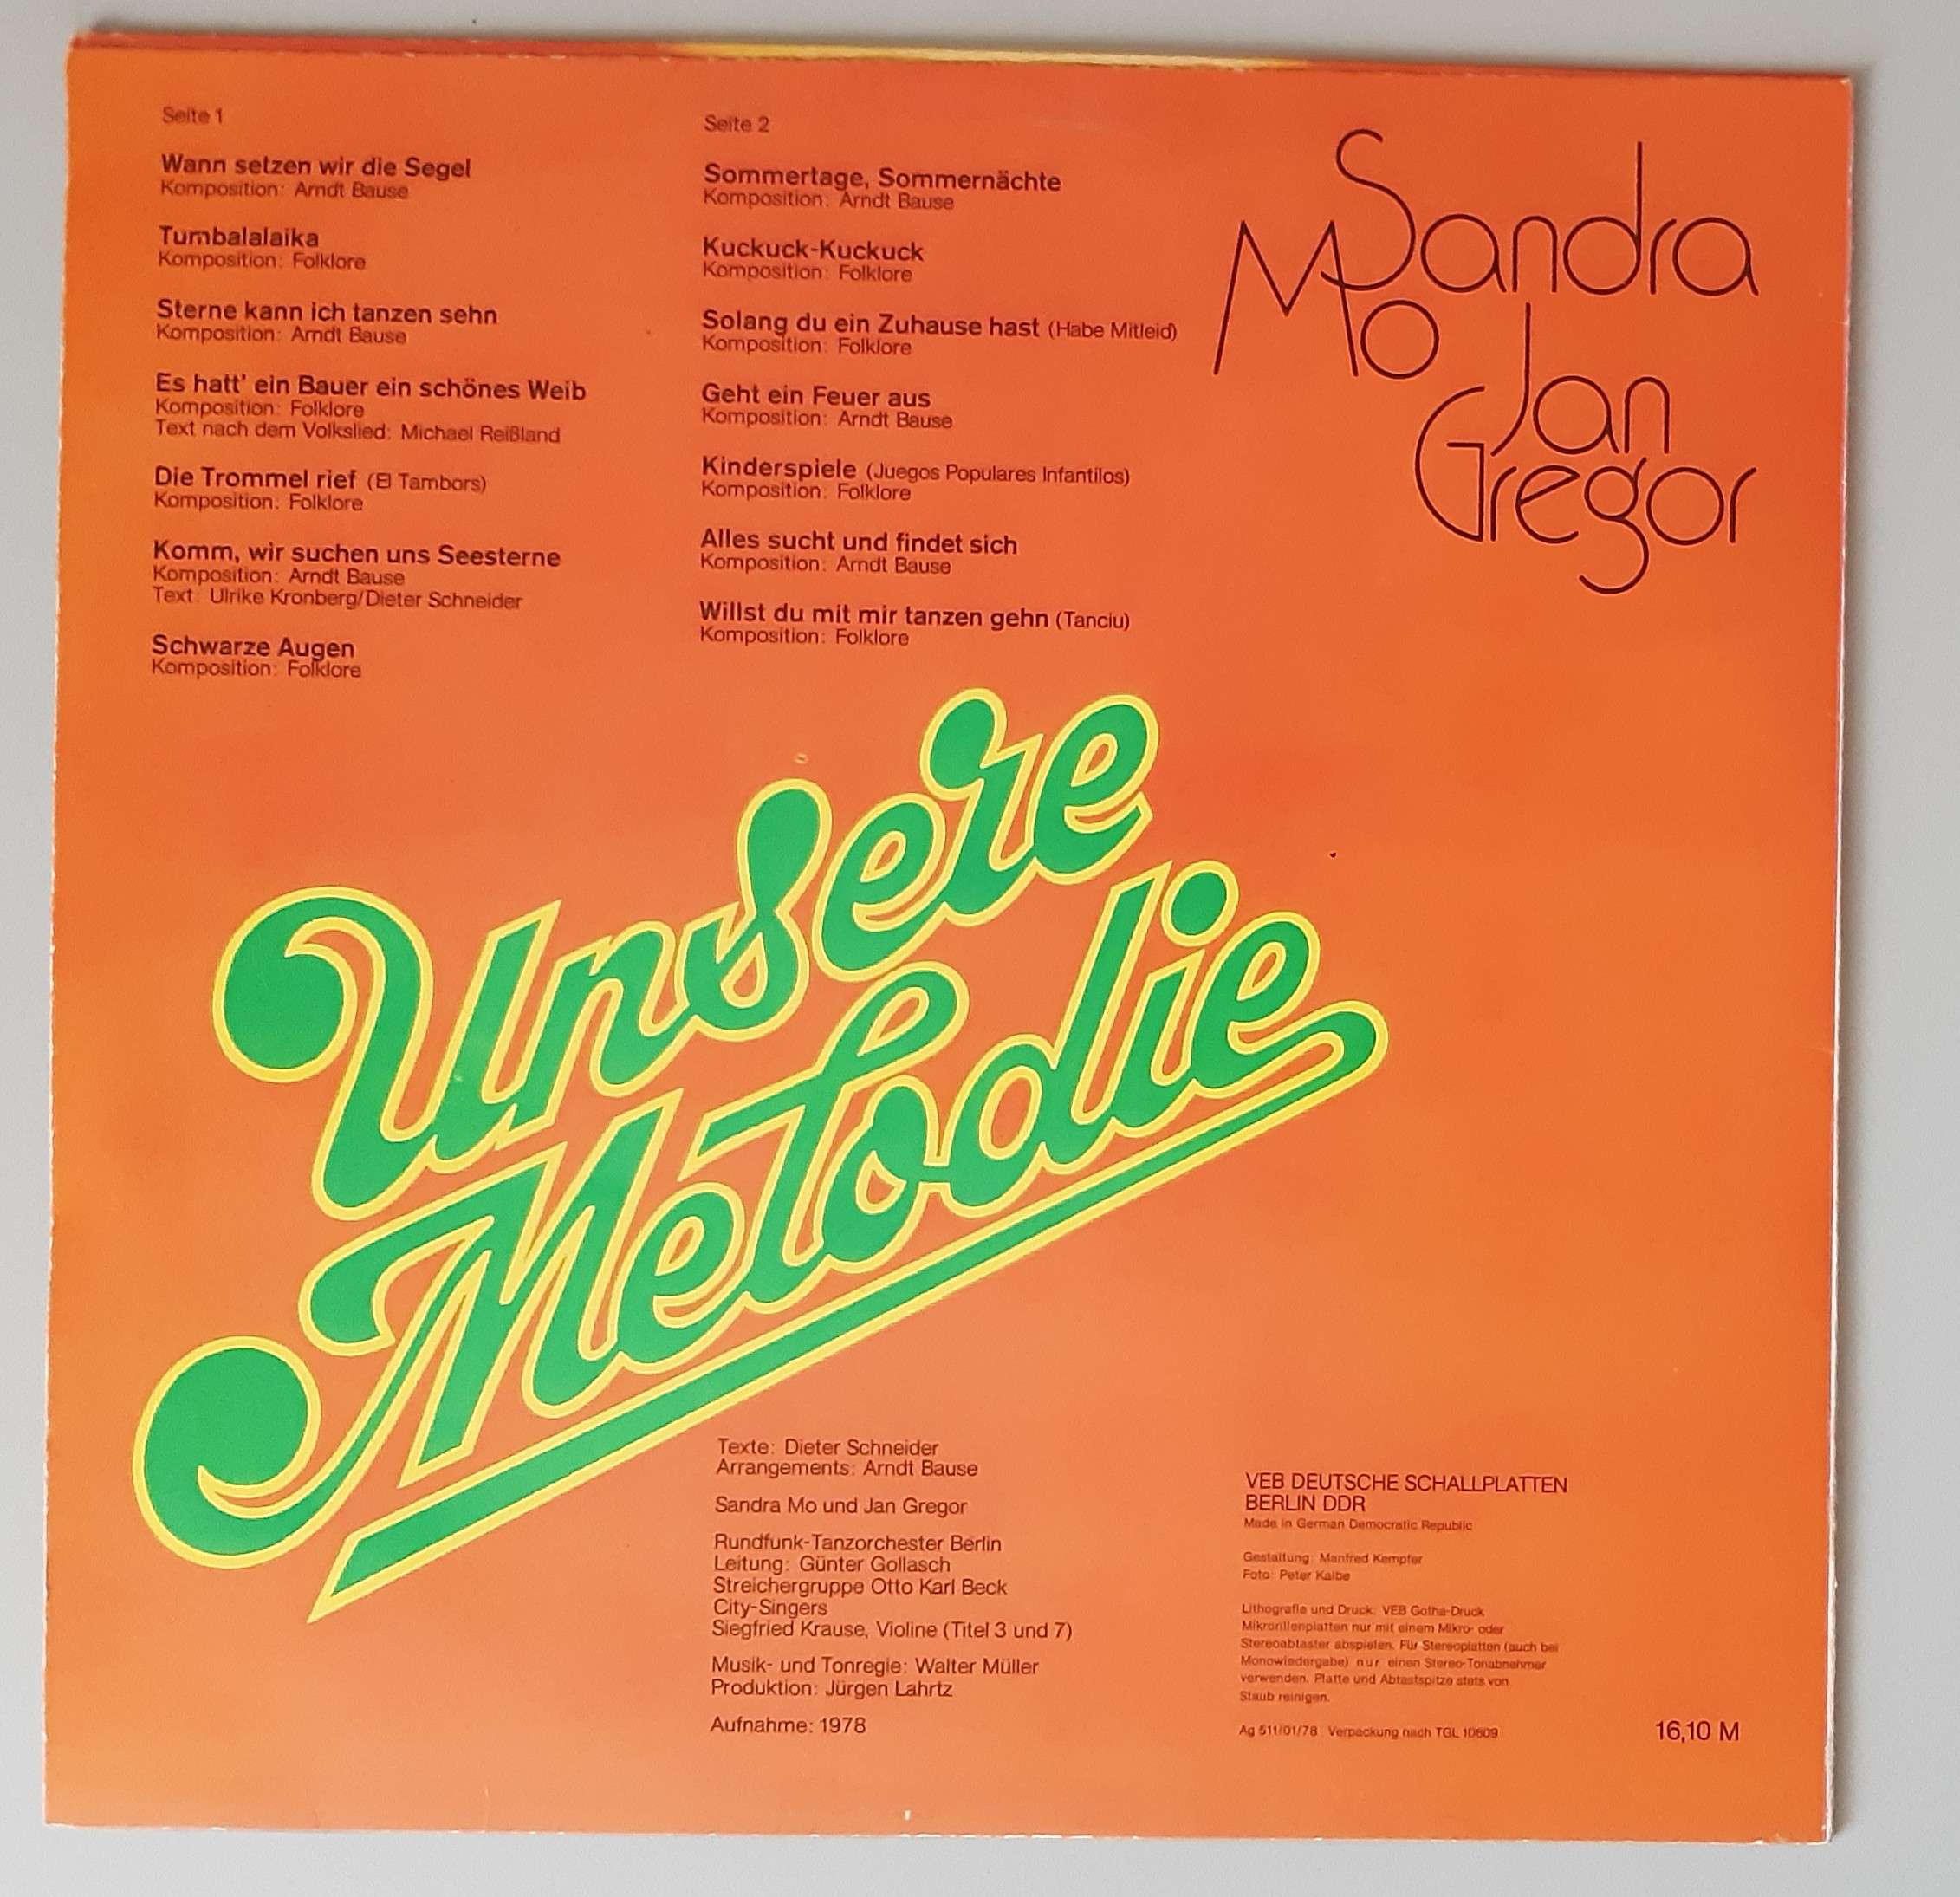 Seite 1
Wann setzen wir die Segel
Komposition: Arndt Bause
Tumbalalaika
Komposition: Folklore
Sterne kann ich tanzen sehn
Komposition: Arndt Bause
Es hatt' ein Bauer ein schönes Weib
Komposition: Folklore
Text nach dem Volkslied: Michael Reißland
Die Trommel rief (El Tambors)
Komposition: Folklore
Komm, wir suchen uns Seesterne
Komposition: Arndt Bause
Text: Ulrike Kronberg/Dieter Schneider
Schwarze Augen
Komposition: Folklore
Seite 2
Sommertage, Sommernächte
Komposition: Arndt Bause
Kuckuck-Kuckuck
Komposition: Folklore
Solang du ein Zuhause hast (Habe Mitleid)
Komposition: Folklore
Geht ein Feuer aus
Komposition: Arndt Bause
Kinderspiele (Juegos Populares Infantilos)
Komposition: Folklore
Alles sucht und findet sich
Komposition: Arndt Bause
Willst du mit mir tanzen gehn (Tanciu)
Komposition: Folklore
Sandra
Mo
Jan
Gregor
Unsere
Melodie
Texte: Dieter Schneider
Arrangements: Arndt Bause
Sandra Mo und Jan Gregor
Rundfunk-Tanzorchester Berlin
Leitung: Günter Gollasch
Streichergruppe Otto Karl Beck
City-Singers
Siegfried Krause, Violine (Titel 3 und 7)
Musik- und Tonregie: Walter Müller
Produktion: Jürgen Lahrtz
Aufnahme: 1978
VEB DEUTSCHE SCHALLPLATTEN
BERLIN DDR
Made in German Democratic Republic
Gestaltung: Manfred Kempfer
Foto: Peter Kalbe
Lithografie und Druck: VEB Gotha-Druck
Mikrorillenplatten nur mit einem Mikro- oder
Stereoabtaster abspielen. Für Stereoplatten (auch bei
Monowiedergabe) nur einen Stereo-Tonabnehmer
verwenden. Platte und Abtastspitze stets von
Staub reinigen.
Ag 511/01/78 Verpackung nach TGL 10609
16,10 M